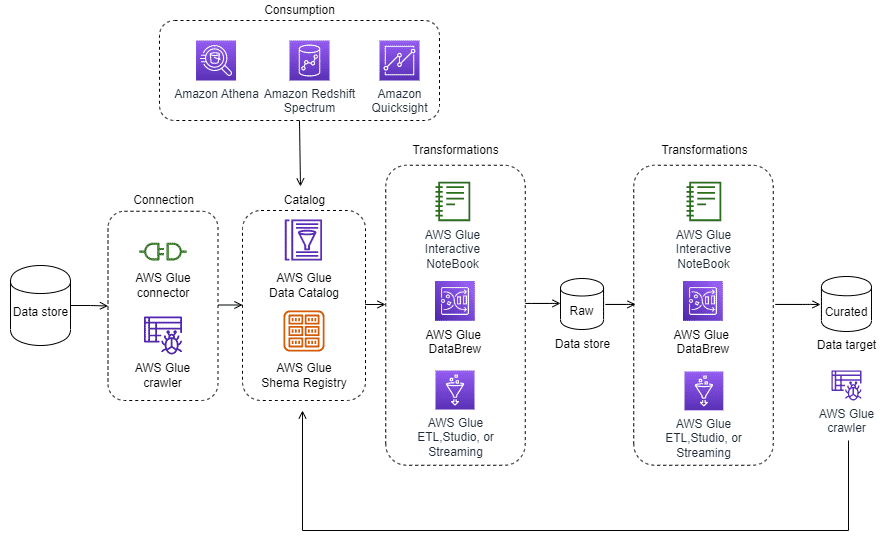 Consumption
Amazon Athena
Amazon Redshift
Spectrum
Amazon
Quicksight
Data store
Connection
AWS Glue
connector
AWS Glue
crawler
Catalog
AWS Glue
Data Catalog
AWS Glue
Shema Registry
Transformations
AWS Glue
Interactive
NoteBook
AWS Glue
DataBrew
AWS Glue
ETL,Studio, or
Streaming
Raw
Data store
Transformations
AWS Glue
Interactive
NoteBook
AWS Glue
DataBrew
AWS Glue
ETL,Studio, or
Streaming
Curated
Data target
AWS Glue
crawler